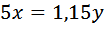 5x = 1,15y